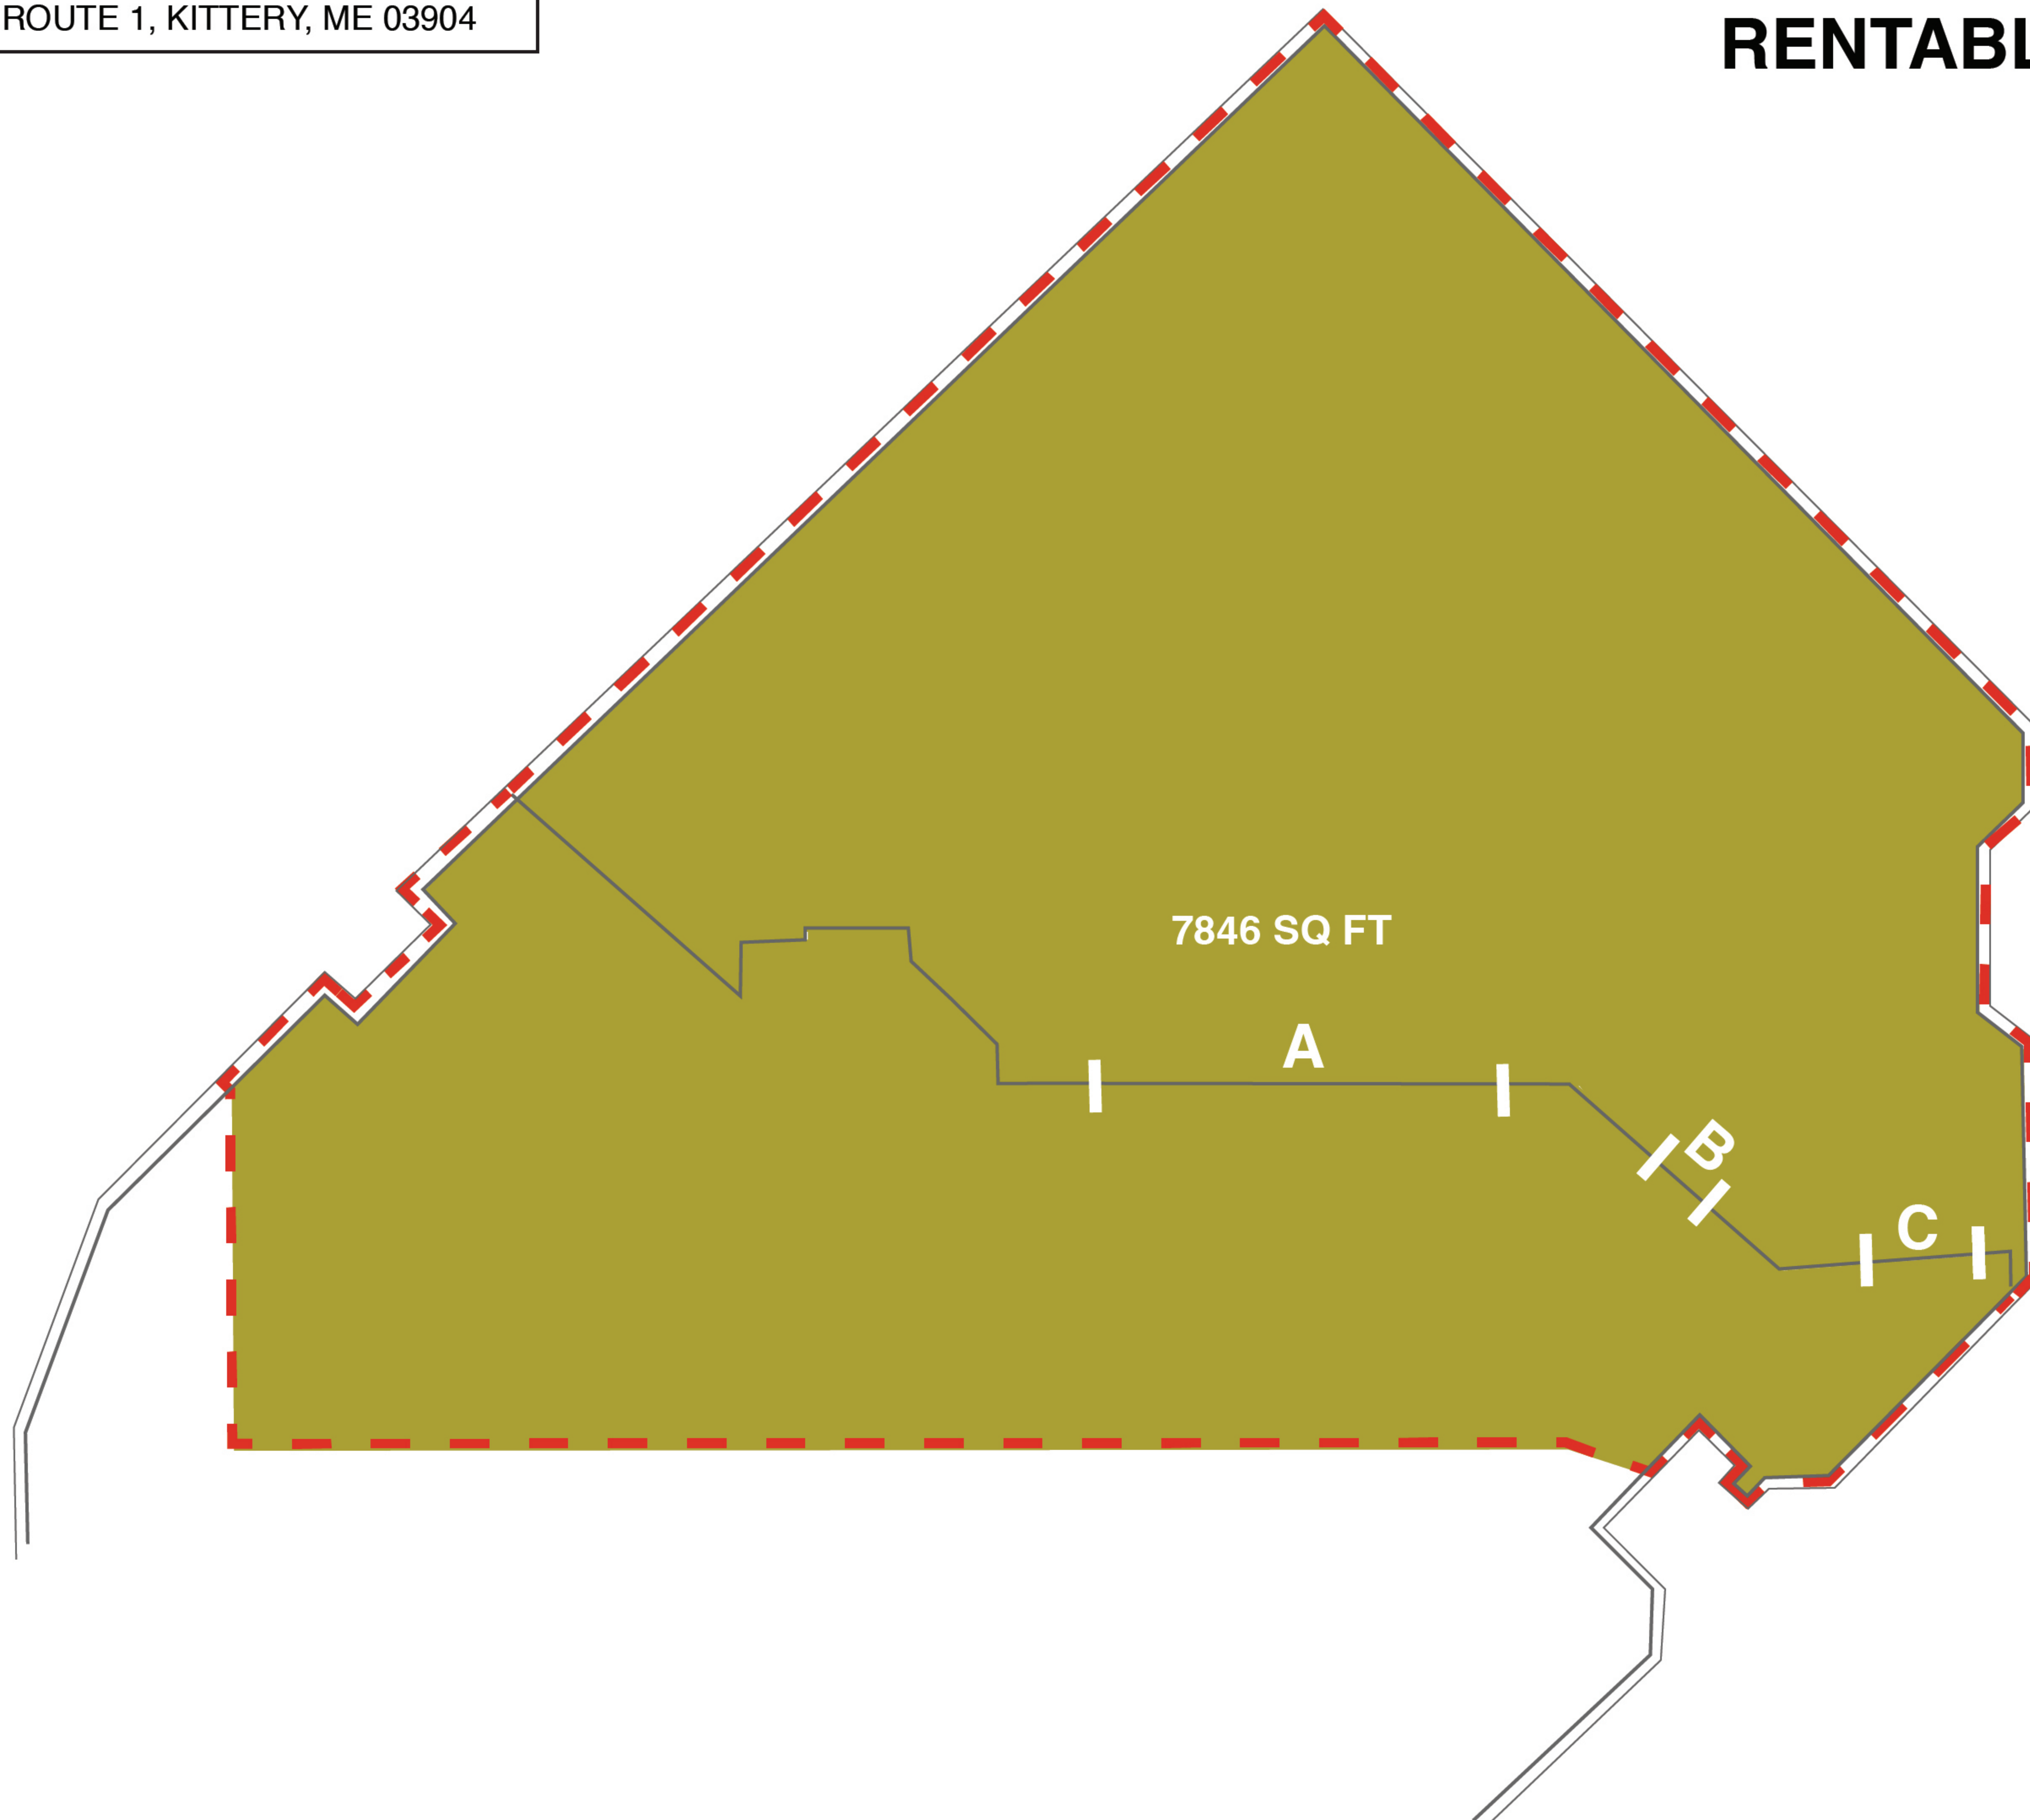 ROUTE 1, KITTERY, ME 03904
RENTABL
7846 SQ FT
A
B
C